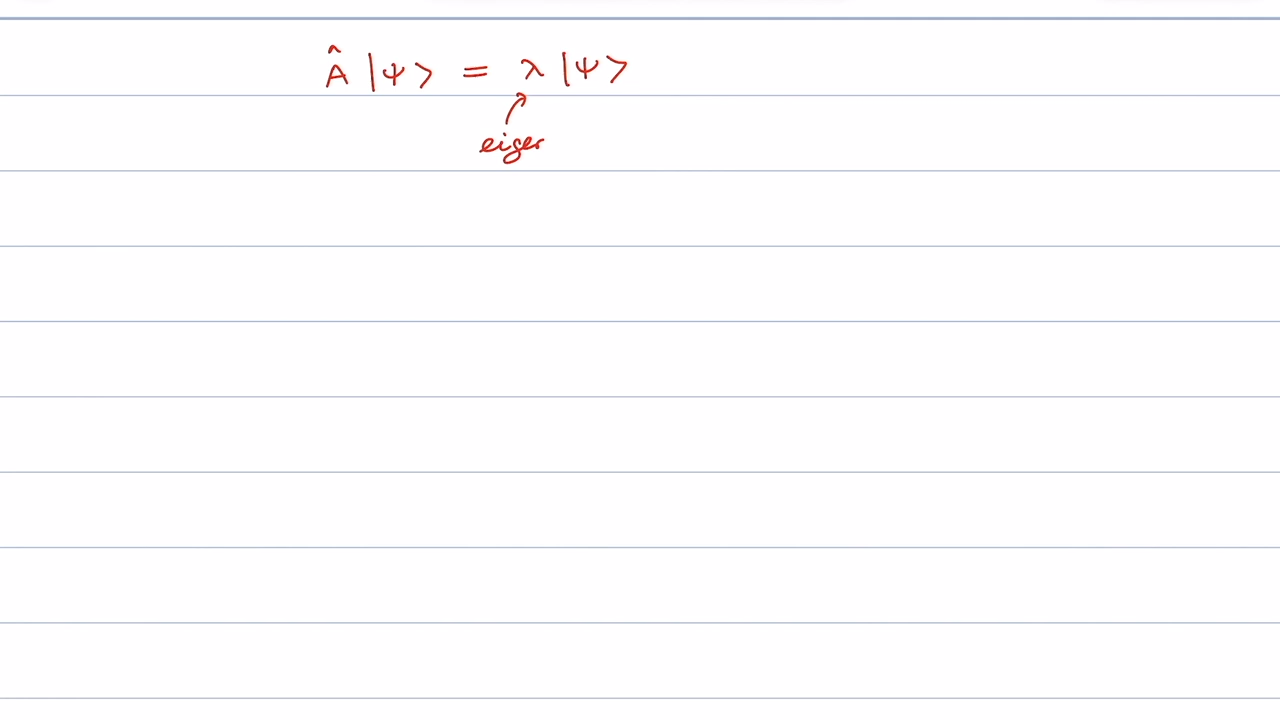 Â |ψ> = λ |ψ>
eigen